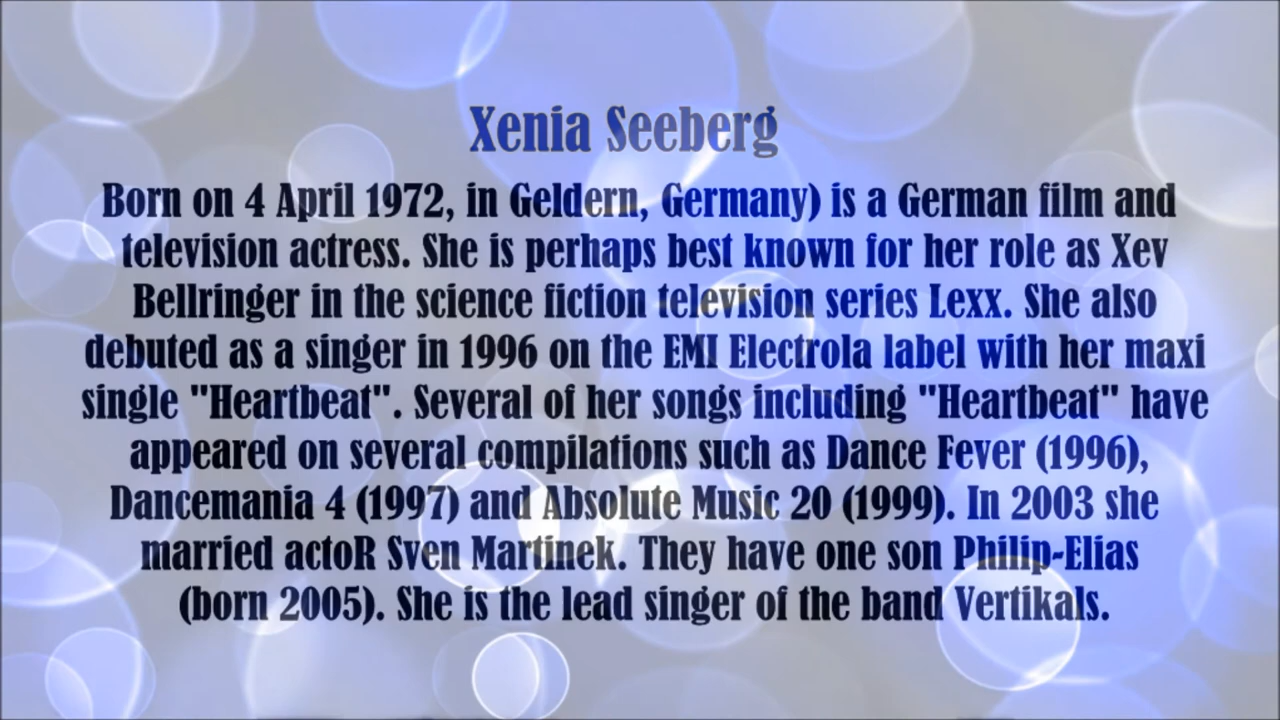 Xenia Seeberg
Born on 4 April 1972, in Geldern, Germany) is a German film and
television actress. She is perhaps best known for her role as Xev
Bellringer in the science fiction television series Lexx. She also
debuted as a singer in 1996 on the EMI Electrola label with her maxi
single "Heartbeat". Several of her songs including "Heartbeat" have
appeared on several compilations such as Dance Fever (1996),
Dancemania 4 (1997) and Absolute Music 20 (1999). In 2003 she
married actoR Sven Martinek. They have one son Philip-Elias
(born 2005). She is the lead singer of the band Vertikals.